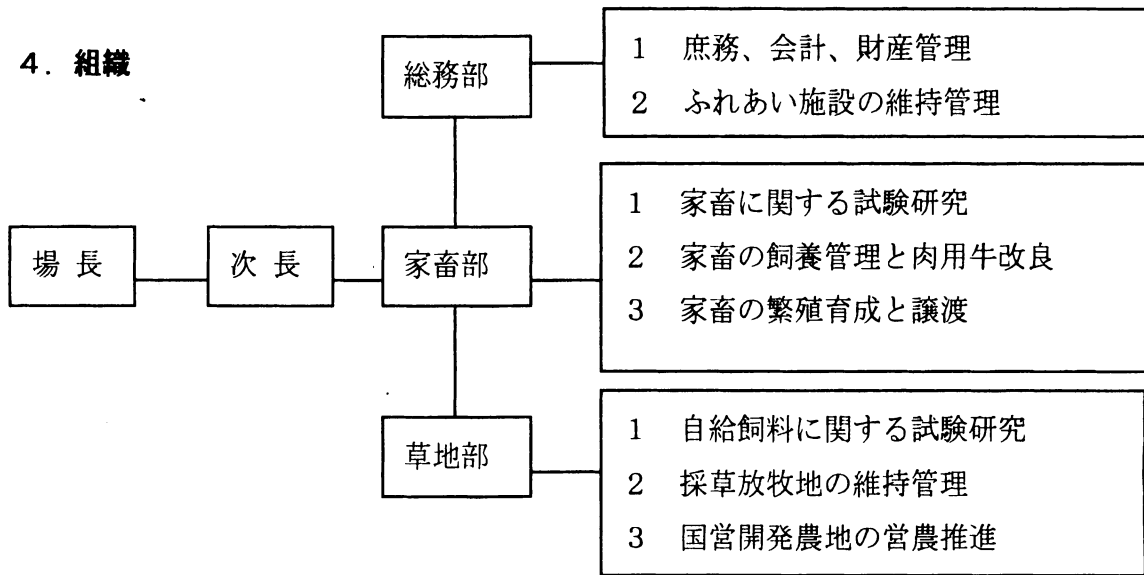 4. 組織
総務部
1 庶務、会計、財産管理
2 ふれあい施設の維持管理
場長
次長
家畜部
1 家畜に関する試験研究
2 家畜の飼養管理と肉用牛改良
3 家畜の繁殖育成と譲渡
草地部
1 自給飼料に関する試験研究
2 採草放牧地の維持管理
3 国営開発農地の営農推進